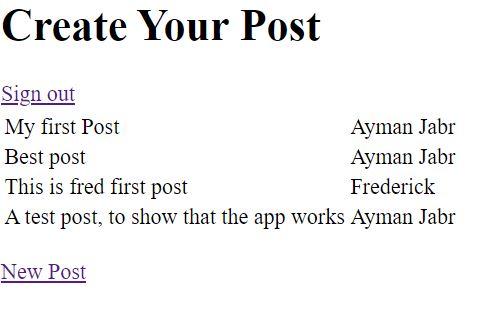 Create Your Post
Sign out
My first Post Ayman Jabr
Best post Ayman Jabr
This is fred first post Frederick
A test post, to show that the app works Ayman Jabr
New Post